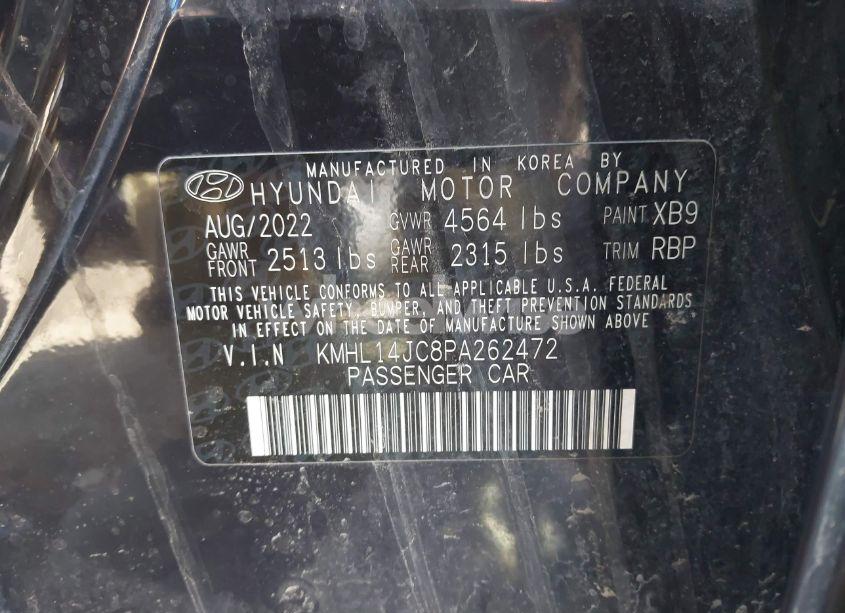 MANUFACTURED IN KOREA BY
HYUNDAI MOTOR COMPANY
AUG/2022 GVWR 4564 lbs PAINT XB9
GAWR FRONT 2513 lbs GAWR REAR 2315 lbs TRIM RBP
THIS VEHICLE CONFORMS TO ALL APPLICABLE U.S.A. FEDERAL
MOTOR VEHICLE SAFETY, BUMPER, AND THEFT PREVENTION STANDARDS
IN EFFECT ON THE DATE OF MANUFACTURE SHOWN ABOVE
V.I.N KMHL14JC8PA262472
PASSENGER CAR